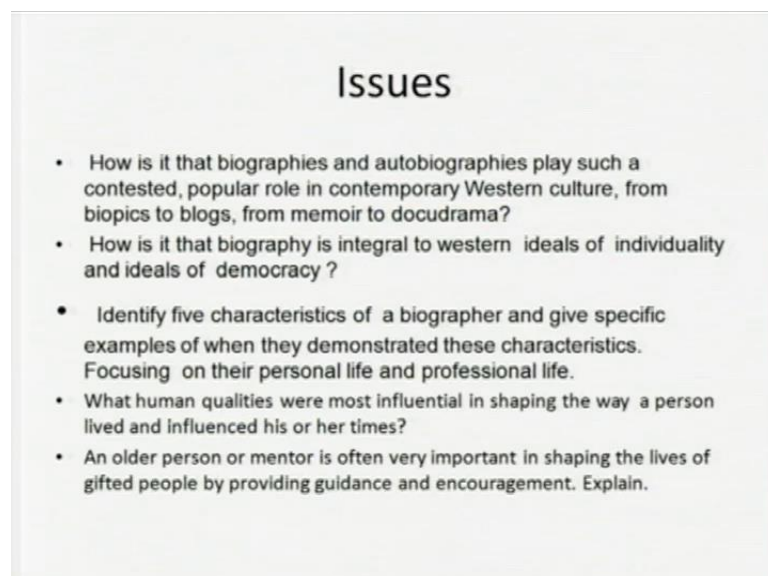 Issues
• How is it that biographies and autobiographies play such a
contested, popular role in contemporary Western culture, from
biopics to blogs, from memoir to docudrama?
• How is it that biography is integral to western ideals of individuality
and ideals of democracy ?
• Identify five characteristics of a biographer and give specific
examples of when they demonstrated these characteristics.
Focusing on their personal life and professional life.
• What human qualities were most influential in shaping the way a person
lived and influenced his or her times?
• An older person or mentor is often very important in shaping the lives of
gifted people by providing guidance and encouragement. Explain.